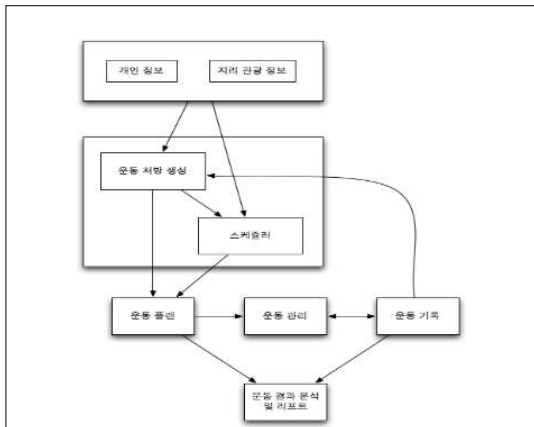 개인 정보
지리 관광 정보
운동 처방 생성
스케줄러
운동 플랜
운동 관리
운동 기록
운동 결과 분석
및 리포트